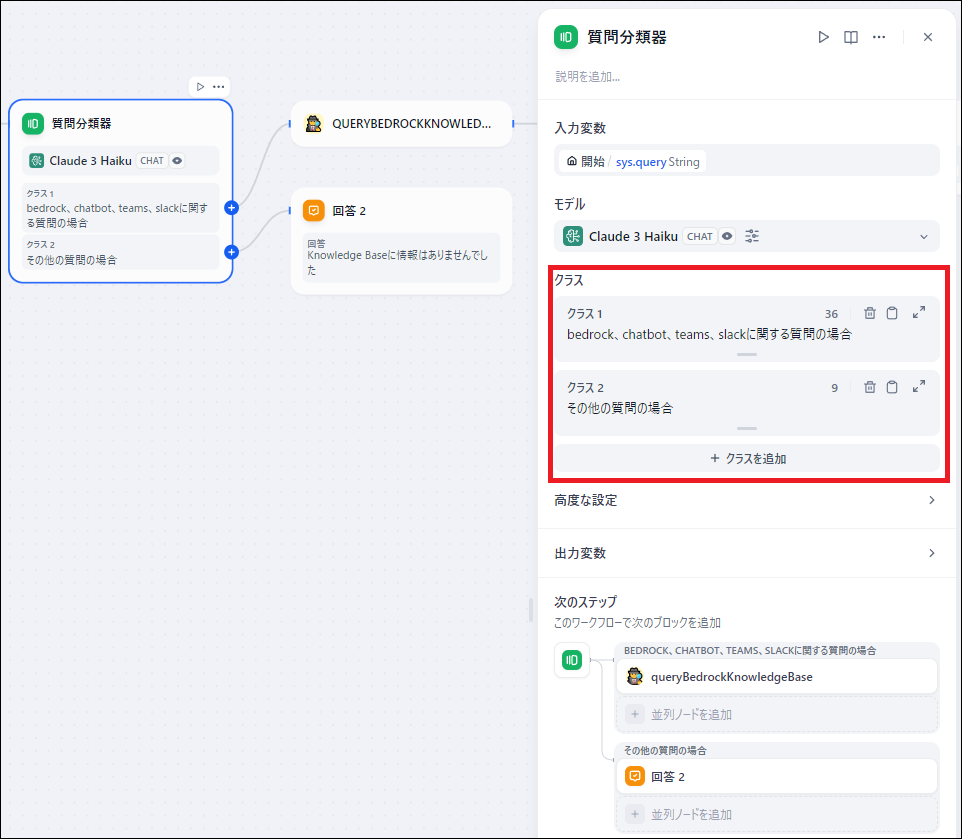 質問分類器
Claude 3 Haiku CHAT
クラス 1
bedrock、chatbot、teams、slackに関す
る質問の場合
クラス 2
その他の質問の場合
QUERYBEDROCKKNOWLED...
回答 2
回答
Knowledge Baseに情報はありませんでし
た
質問分類器
説明を追加...
入力変数
開始 / sys.query String
モデル
Claude 3 Haiku CHAT
クラス
クラス 1 36
bedrock、chatbot、teams、slackに関する質問の場合
クラス 2 9
その他の質問の場合
+ クラスを追加
高度な設定
出力変数
次のステップ
このワークフローで次のブロックを追加
BEDROCK、CHATBOT、TEAMS、SLACKに関する質問の場合
queryBedrockKnowledgeBase
+ 並列ノードを追加
その他の質問の場合
回答 2
+ 並列ノードを追加